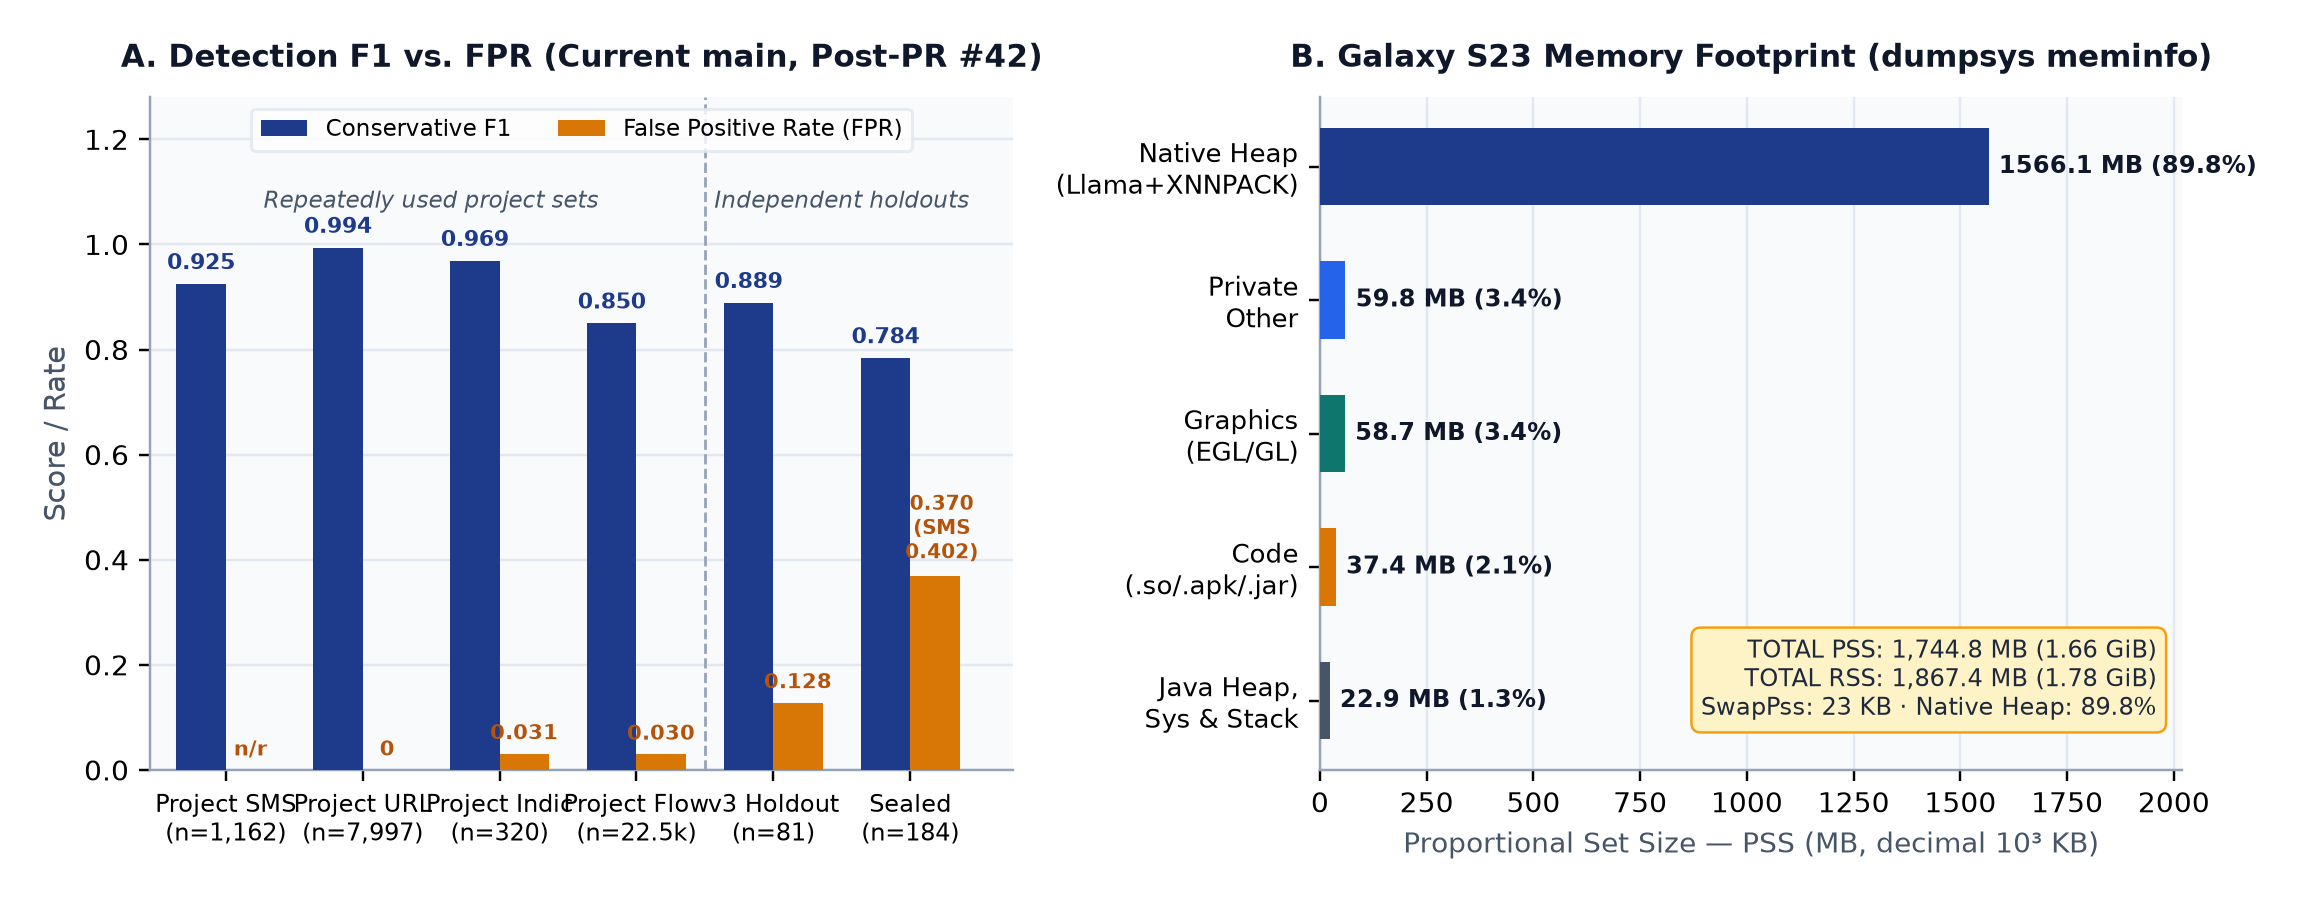 A. Detection F1 vs. FPR (Current main, Post-PR #42)
Conservative F1
False Positive Rate (FPR)
Repeatedly used project sets
Independent holdouts
Score / Rate
1.2
1.0
0.8
0.6
0.4
0.2
0.0
0.925
n/r
0.994
0
0.969
0.031
0.850
0.030
0.889
0.128
0.784
0.370
(SMS
0.402)
Project SMS
(n=1,162)
Project URL
(n=7,997)
Project Indic
(n=320)
Project Flow
(n=22.5k)
v3 Holdout
(n=81)
Sealed
(n=184)
B. Galaxy S23 Memory Footprint (dumpsys meminfo)
Native Heap
(Llama+XNNPACK)
1566.1 MB (89.8%)
Private
Other
59.8 MB (3.4%)
Graphics
(EGL/GL)
58.7 MB (3.4%)
Code
(.so/.apk/.jar)
37.4 MB (2.1%)
Java Heap,
Sys & Stack
22.9 MB (1.3%)
TOTAL PSS: 1,744.8 MB (1.66 GiB)
TOTAL RSS: 1,867.4 MB (1.78 GiB)
SwapPss: 23 KB · Native Heap: 89.8%
0
250
500
750
1000
1250
1500
1750
2000
Proportional Set Size — PSS (MB, decimal 10³ KB)